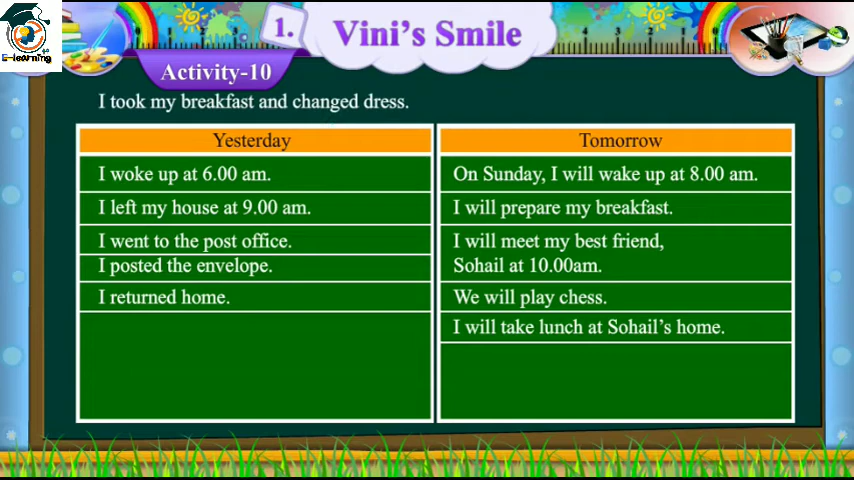 E-learning
1. Vini's Smile
Activity-10
I took my breakfast and changed dress.
Yesterday
I woke up at 6.00 am.
I left my house at 9.00 am.
I went to the post office.
I posted the envelope.
I returned home.
Tomorrow
On Sunday, I will wake up at 8.00 am.
I will prepare my breakfast.
I will meet my best friend,
Sohail at 10.00am.
We will play chess.
I will take lunch at Sohail's home.